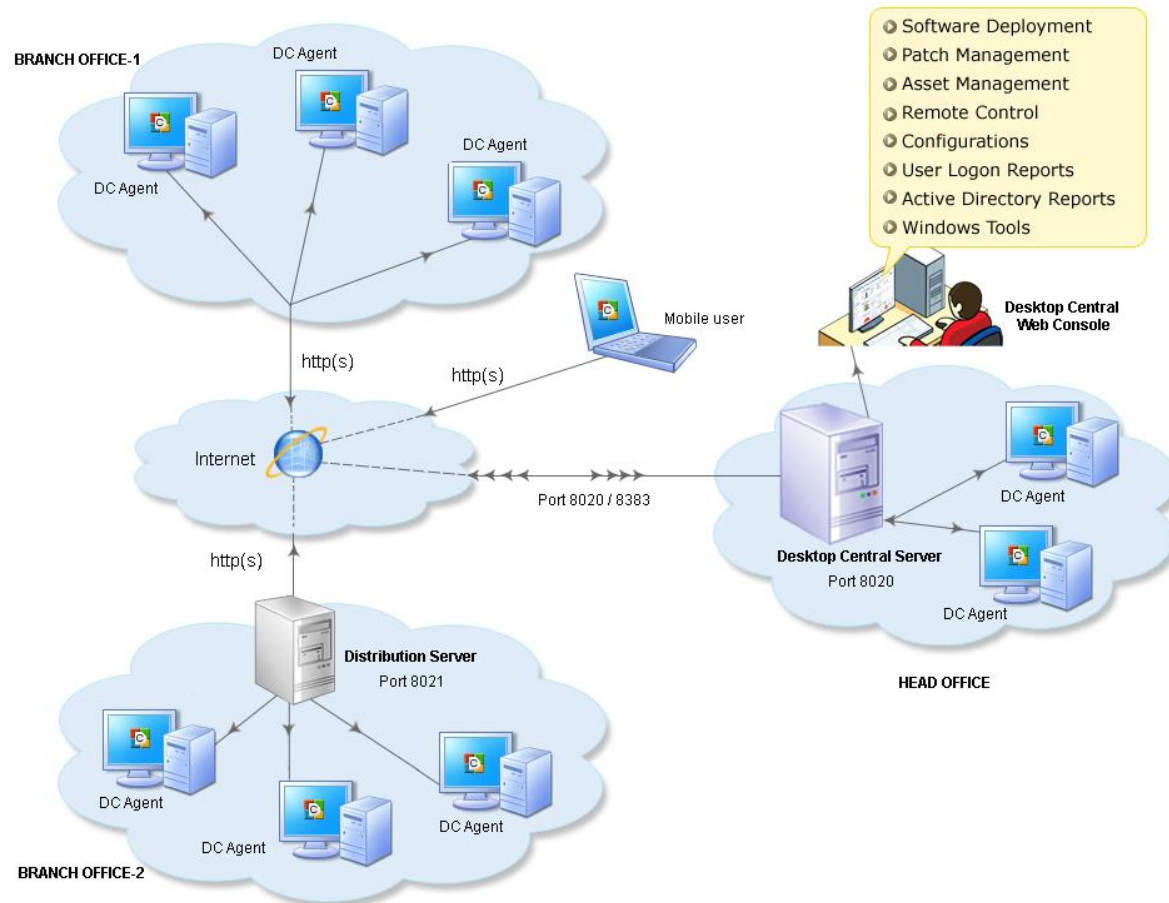 BRANCH OFFICE-1
DC Agent
DC Agent
DC Agent
Software Deployment
Patch Management
Asset Management
Remote Control
Configurations
User Logon Reports
Active Directory Reports
Windows Tools
Desktop Central
Web Console
Mobile user
http(s)
http(s)
Internet
Port 8020 / 8383
DC Agent
Desktop Central Server
Port 8020
DC Agent
HEAD OFFICE
http(s)
Distribution Server
Port 8021
DC Agent
DC Agent
DC Agent
BRANCH OFFICE-2